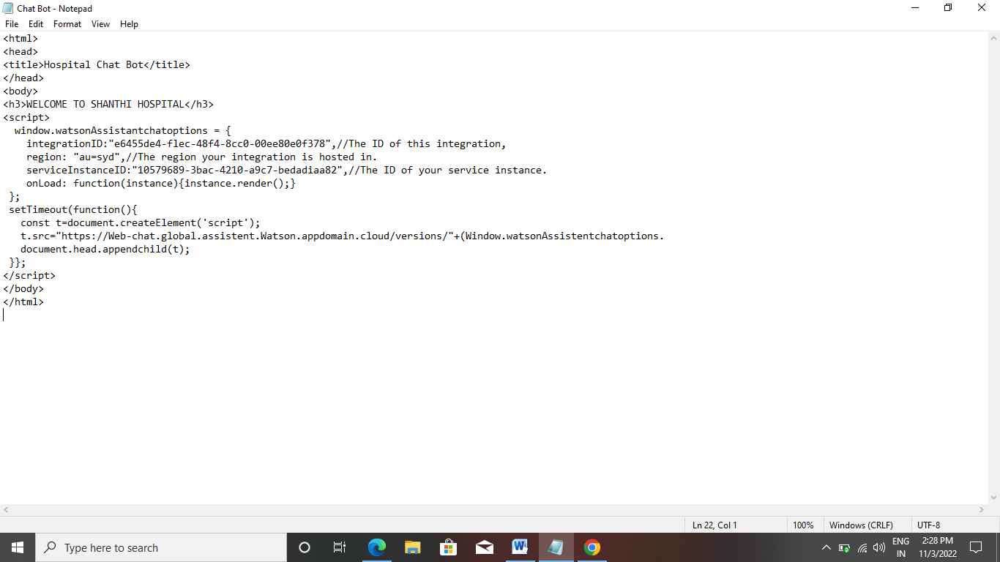 Chat Bot - Notepad
File Edit Format View Help
<html>
<head>
<title>Hospital Chat Bot</title>
</head>
<body>
<h3>WELCOME TO SHANTHI HOSPITAL</h3>
<script>
  window.watsonAssistantchatoptions = {
    integrationID:"e6455de4-flec-48f4-8cc0-00ee80e0f378",//The ID of this integration,
    region: "au=syd",//The region your integration is hosted in.
    serviceInstanceID:"10579689-3bac-4210-a9c7-bedadiaa82",//The ID of your service instance.
    onLoad: function(instance){instance.render();}
 };
 setTimeout(function(){
   const t=document.createElement('script');
   t.src="https://Web-chat.global.assistent.Watson.appdomain.cloud/versions/"+(Window.watsonAssistentchatoptions.
   document.head.appendchild(t);
 }};
</script>
</body>
</html>
Ln 22, Col 1 100% Windows (CRLF) UTF-8
Type here to search
ENG 2:28 PM
IN 11/3/2022